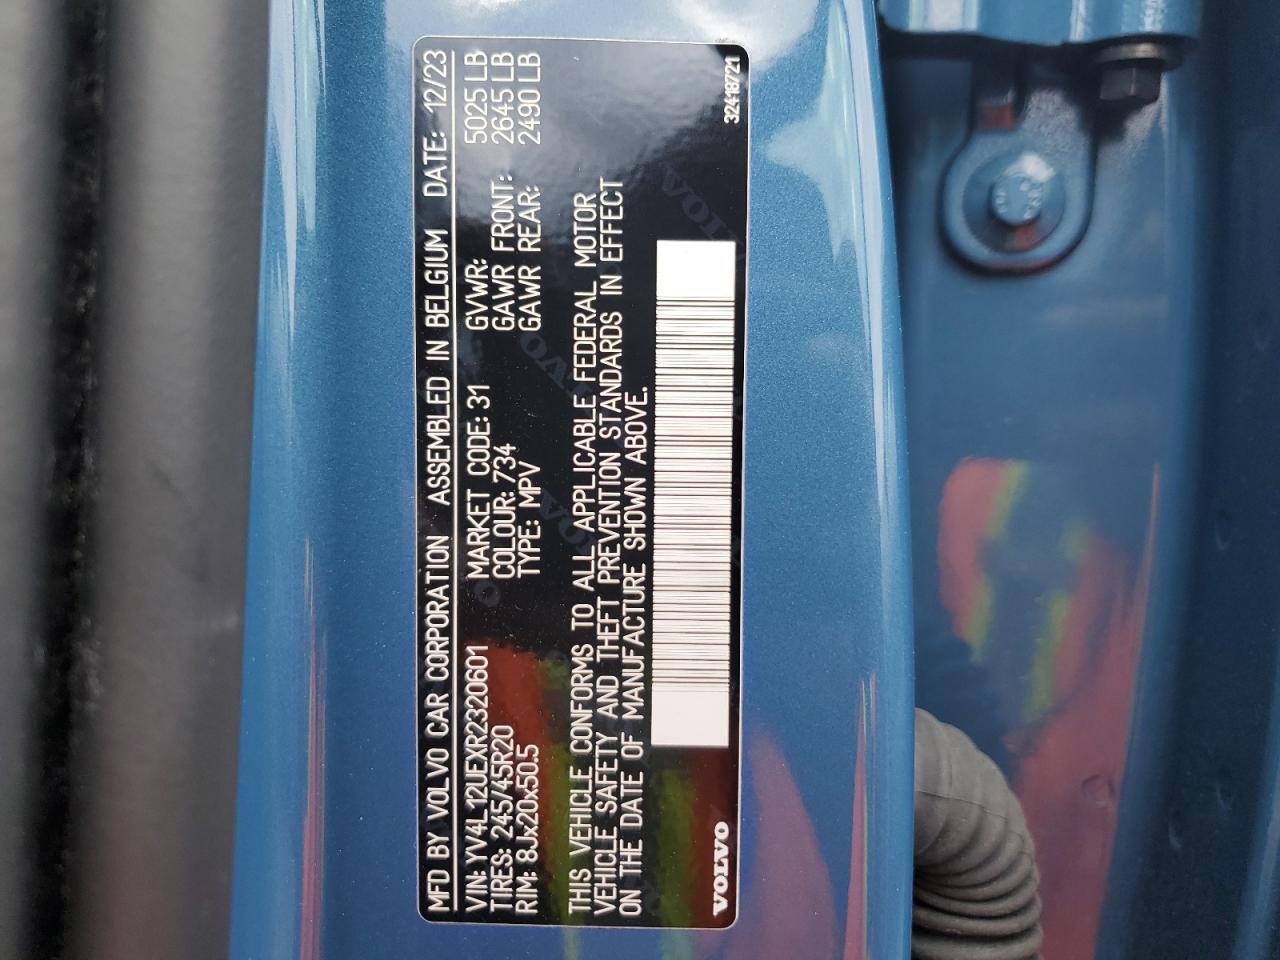 MFD BY VOLVO CAR CORPORATION ASSEMBLED IN BELGIUM DATE: 12/23
VIN: YV4L12UEXR2320601 MARKET CODE: 31 GVWR: 5025 LB
TIRES: 245/45R20 COLOUR: 734 GAWR FRONT: 2645 LB
RIM: 8Jx20x50.5 TYPE: MPV GAWR REAR: 2490 LB
THIS VEHICLE CONFORMS TO ALL APPLICABLE FEDERAL MOTOR
VEHICLE SAFETY AND THEFT PREVENTION STANDARDS IN EFFECT
ON THE DATE OF MANUFACTURE SHOWN ABOVE.
VOLVO 32418721